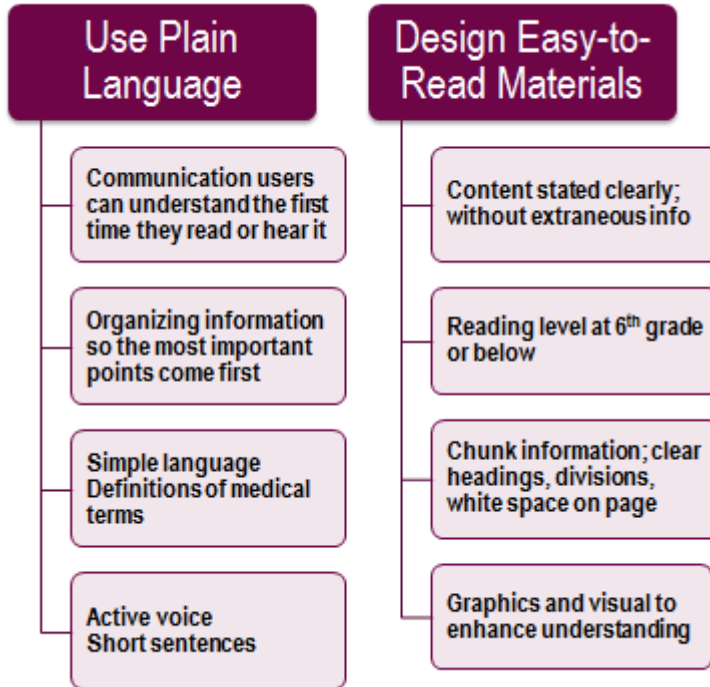 Use Plain
Language
Communication users
can understand the first
time they read or hear it
Organizing information
so the most important
points come first
Simple language
Definitions of medical
terms
Active voice
Short sentences
Design Easy-to-
Read Materials
Content stated clearly;
without extraneous info
Reading level at 6th grade
or below
Chunk information; clear
headings, divisions,
white space on page
Graphics and visual to
enhance understanding